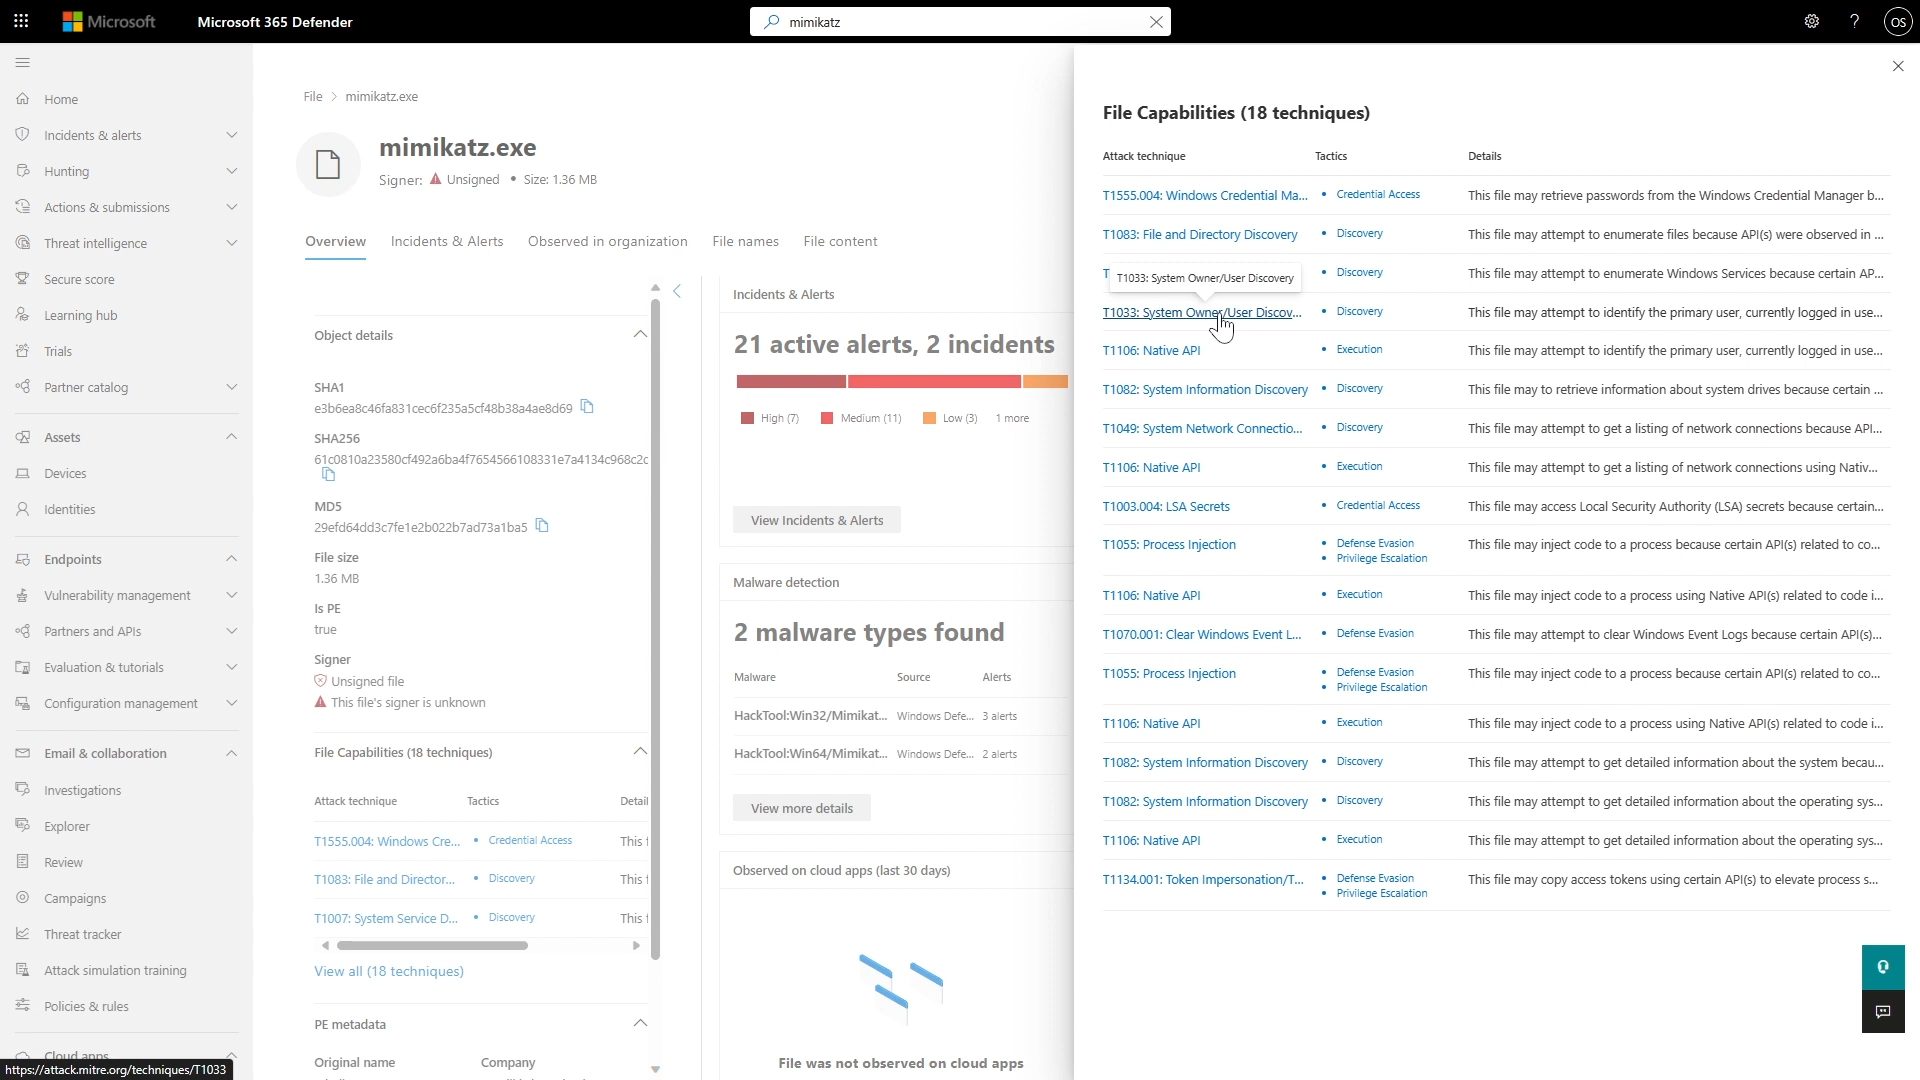 Microsoft
Microsoft 365 Defender
mimikatz
OS
Home
Incidents & alerts
Hunting
Actions & submissions
Threat intelligence
Secure score
Learning hub
Trials
Partner catalog
Assets
Devices
Identities
Endpoints
Vulnerability management
Partners and APIs
Evaluation & tutorials
Configuration management
Email & collaboration
Investigations
Explorer
Review
Campaigns
Threat tracker
Attack simulation training
Policies & rules
Cloud apps
https://attack.mitre.org/techniques/T1033
File > mimikatz.exe
mimikatz.exe
Signer: Unsigned • Size: 1.36 MB
Overview Incidents & Alerts Observed in organization File names File content
Object details
SHA1
e3b6ea8c46fa831cec6f235a5cf48b38a4ae8d69
SHA256
61c0810a23580cf492a6ba4f7654566108331e7a4134c968c2c
MD5
29efd64dd3c7fe1e2b022b7ad73a1ba5
File size
1.36 MB
Is PE
true
Signer
Unsigned file
This file's signer is unknown
File Capabilities (18 techniques)
Attack technique Tactics Detail
T1555.004: Windows Cre... • Credential Access This f
T1083: File and Director... • Discovery This f
T1007: System Service D... • Discovery This f
View all (18 techniques)
PE metadata
Original name Company
Incidents & Alerts
21 active alerts, 2 incidents
High (7) Medium (11) Low (3) 1 more
View Incidents & Alerts
Malware detection
2 malware types found
Malware Source Alerts
HackTool:Win32/Mimikat... Windows Defe... 3 alerts
HackTool:Win64/Mimikat... Windows Defe... 2 alerts
View more details
Observed on cloud apps (last 30 days)
File was not observed on cloud apps
File Capabilities (18 techniques)
Attack technique Tactics Details
T1555.004: Windows Credential Ma... • Credential Access This file may retrieve passwords from the Windows Credential Manager b...
T1083: File and Directory Discovery • Discovery This file may attempt to enumerate files because API(s) were observed in ...
T • Discovery This file may attempt to enumerate Windows Services because certain AP...
T1033: System Owner/User Discovery
T1033: System Owner/User Discov... • Discovery This file may attempt to identify the primary user, currently logged in use...
T1106: Native API • Execution This file may attempt to identify the primary user, currently logged in use...
T1082: System Information Discovery • Discovery This file may to retrieve information about system drives because certain ...
T1049: System Network Connectio... • Discovery This file may attempt to get a listing of network connections because API...
T1106: Native API • Execution This file may attempt to get a listing of network connections using Nativ...
T1003.004: LSA Secrets • Credential Access This file may access Local Security Authority (LSA) secrets because certain...
T1055: Process Injection • Defense Evasion This file may inject code to a process because certain API(s) related to co...
• Privilege Escalation
T1106: Native API • Execution This file may inject code to a process using Native API(s) related to code i...
T1070.001: Clear Windows Event L... • Defense Evasion This file may attempt to clear Windows Event Logs because certain API(s)...
T1055: Process Injection • Defense Evasion This file may inject code to a process because certain API(s) related to co...
• Privilege Escalation
T1106: Native API • Execution This file may inject code to a process using Native API(s) related to code i...
T1082: System Information Discovery • Discovery This file may attempt to get detailed information about the system becau...
T1082: System Information Discovery • Discovery This file may attempt to get detailed information about the operating sys...
T1106: Native API • Execution This file may attempt to get detailed information about the operating sys...
T1134.001: Token Impersonation/T... • Defense Evasion This file may copy access tokens using certain API(s) to elevate process s...
• Privilege Escalation